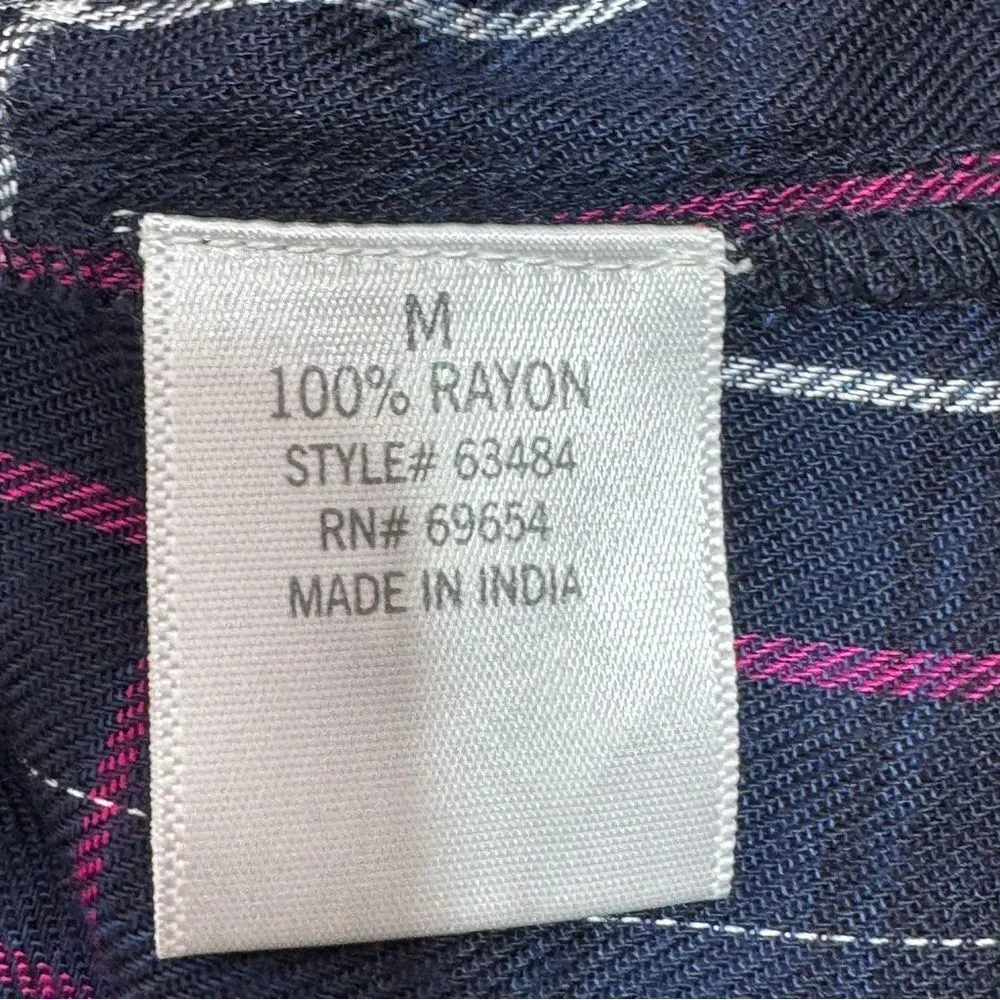 M
100% RAYON
STYLE# 63484
RN# 69654
MADE IN INDIA